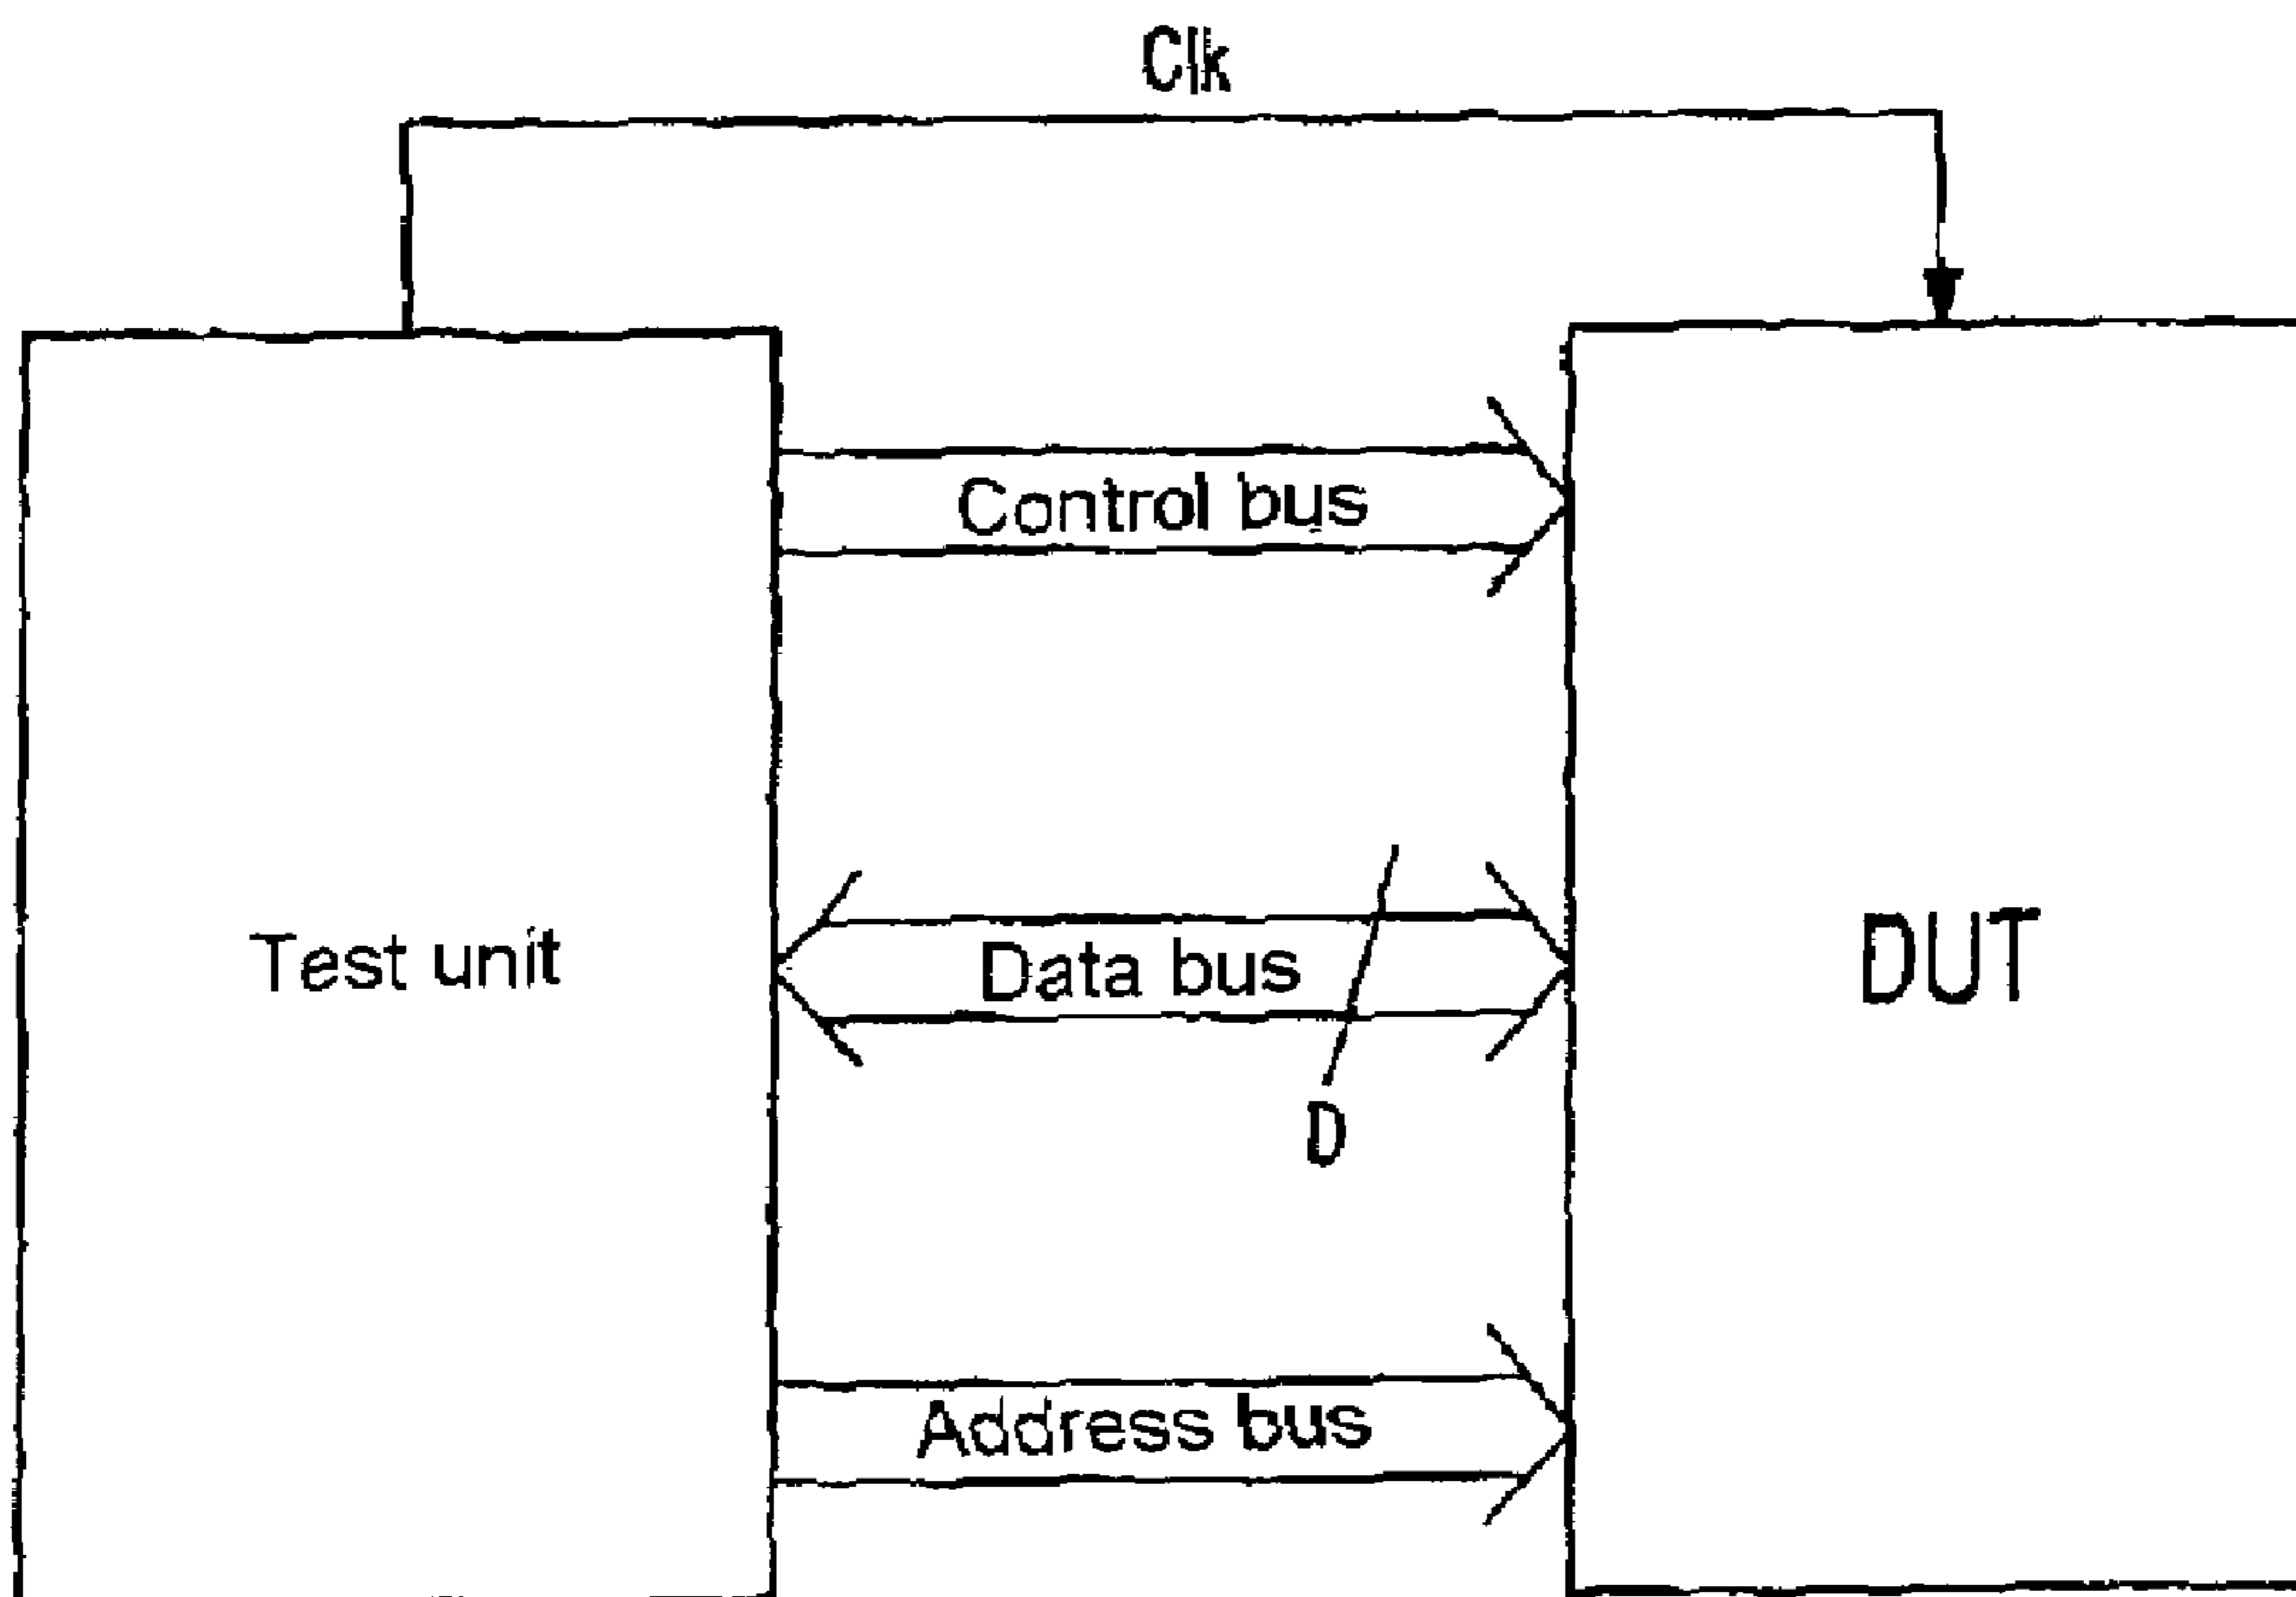 Clk
Control bus
Test unit
Data bus
DUT
D
Address bus